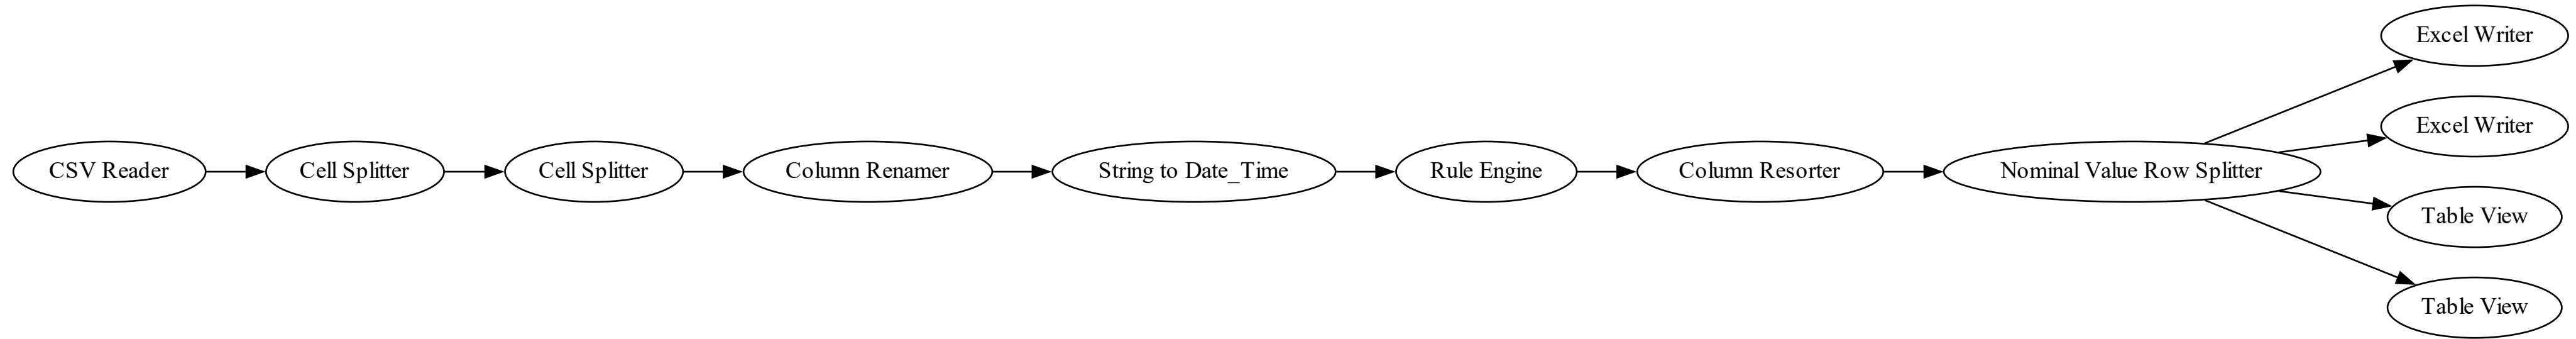 CSV Reader
Cell Splitter
Cell Splitter
Column Renamer
String to Date_Time
Rule Engine
Column Resorter
Nominal Value Row Splitter
Excel Writer
Excel Writer
Table View
Table View